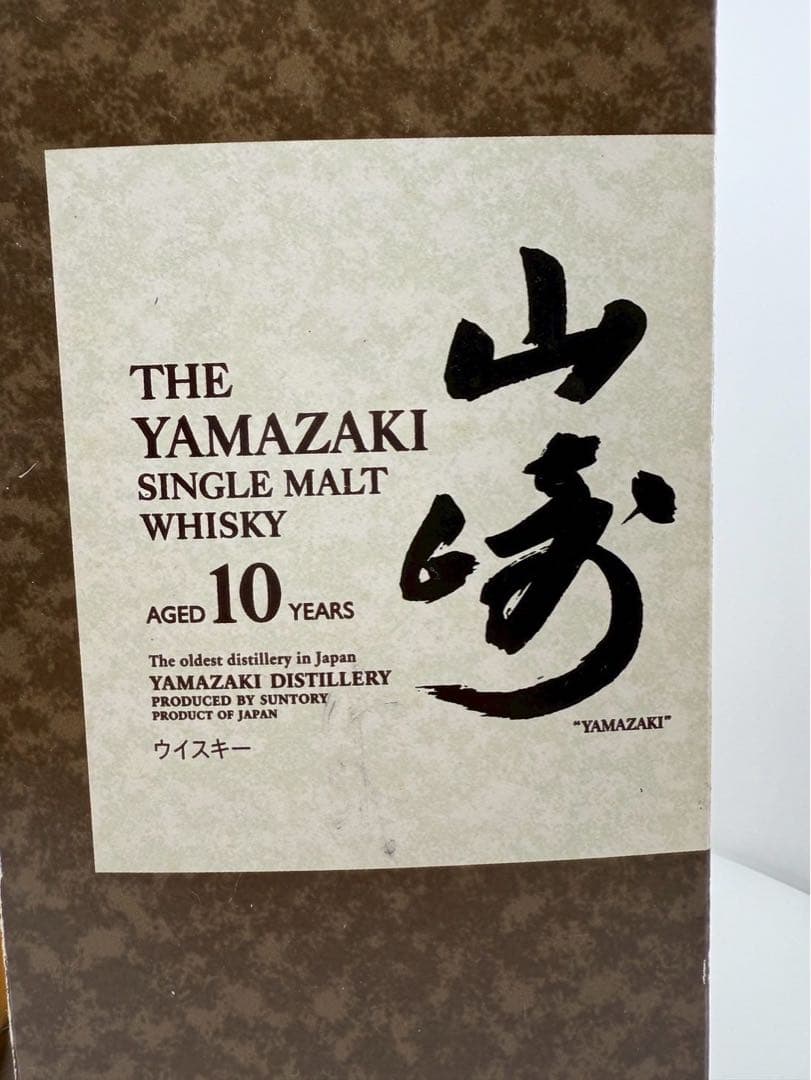 THE
YAMAZAKI
SINGLE MALT
WHISKY
AGED 10 YEARS
The oldest distillery in Japan
YAMAZAKI DISTILLERY
PRODUCED BY SUNTORY
PRODUCT OF JAPAN
ウイスキー
山崎
"YAMAZAKI"